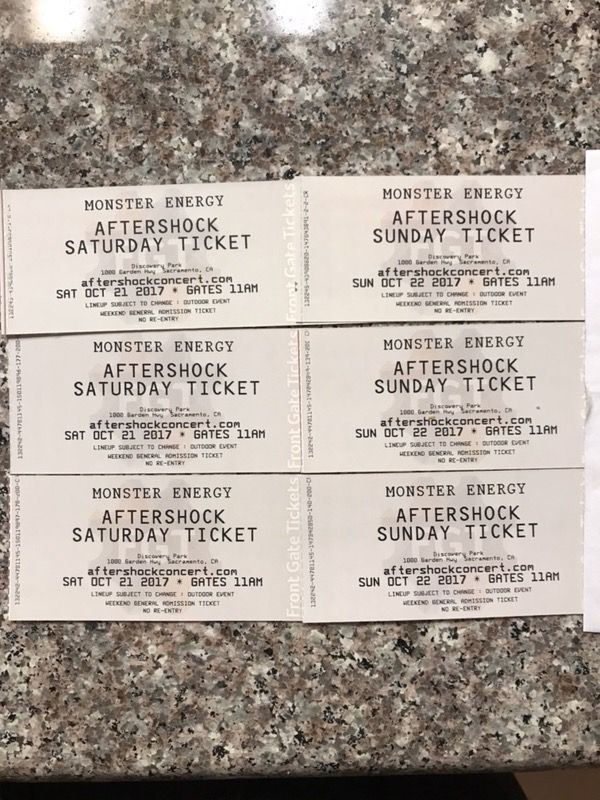 MONSTER ENERGY
AFTERSHOCK
SATURDAY TICKET
Discovery Park
1000 Garden Hwy Sacramento, CA
aftershockconcert.com
SAT OCT 21 2017 * GATES 11AM
LINEUP SUBJECT TO CHANGE : OUTDOOR EVENT
WEEKEND GENERAL ADMISSION TICKET
NO RE-ENTRY
Front Gate Tickets
MONSTER ENERGY
AFTERSHOCK
SUNDAY TICKET
Discovery Park
1000 Garden Hwy Sacramento, CA
aftershockconcert.com
SUN OCT 22 2017 * GATES 11AM
LINEUP SUBJECT TO CHANGE : OUTDOOR EVENT
WEEKEND GENERAL ADMISSION TICKET
NO RE-ENTRY
MONSTER ENERGY
AFTERSHOCK
SATURDAY TICKET
Discovery Park
1000 Garden Hwy Sacramento, CA
aftershockconcert.com
SAT OCT 21 2017 * GATES 11AM
LINEUP SUBJECT TO CHANGE : OUTDOOR EVENT
WEEKEND GENERAL ADMISSION TICKET
NO RE-ENTRY
Front Gate Tickets
MONSTER ENERGY
AFTERSHOCK
SUNDAY TICKET
Discovery Park
1000 Garden Hwy Sacramento, CA
aftershockconcert.com
SUN OCT 22 2017 * GATES 11AM
LINEUP SUBJECT TO CHANGE : OUTDOOR EVENT
WEEKEND GENERAL ADMISSION TICKET
NO RE-ENTRY
MONSTER ENERGY
AFTERSHOCK
SATURDAY TICKET
Discovery Park
1000 Garden Hwy Sacramento, CA
aftershockconcert.com
SAT OCT 21 2017 * GATES 11AM
LINEUP SUBJECT TO CHANGE : OUTDOOR EVENT
WEEKEND GENERAL ADMISSION TICKET
NO RE-ENTRY
Front Gate Tickets
MONSTER ENERGY
AFTERSHOCK
SUNDAY TICKET
Discovery Park
1000 Garden Hwy Sacramento, CA
aftershockconcert.com
SUN OCT 22 2017 * GATES 11AM
LINEUP SUBJECT TO CHANGE : OUTDOOR EVENT
WEEKEND GENERAL ADMISSION TICKET
NO RE-ENTRY